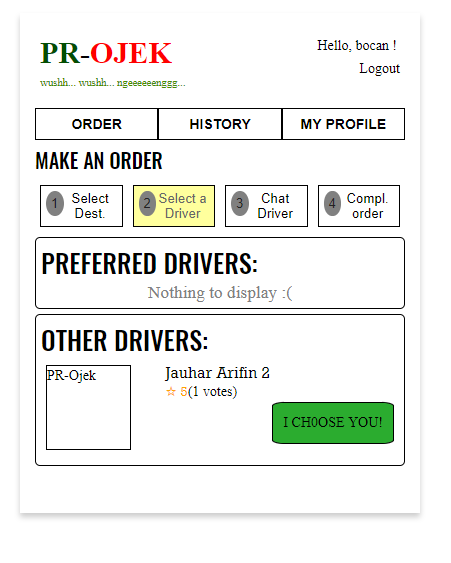 PR-OJEK
Hello, bocan !
wushh... wushh... ngeeeeeenggg...
Logout
ORDER HISTORY MY PROFILE
MAKE AN ORDER
1 Select Dest.
2 Select a Driver
3 Chat Driver
4 Compl. order
PREFERRED DRIVERS:
Nothing to display :(
OTHER DRIVERS:
PR-Ojek
Jauhar Arifin 2
☆ 5(1 votes)
I CH0OSE YOU!